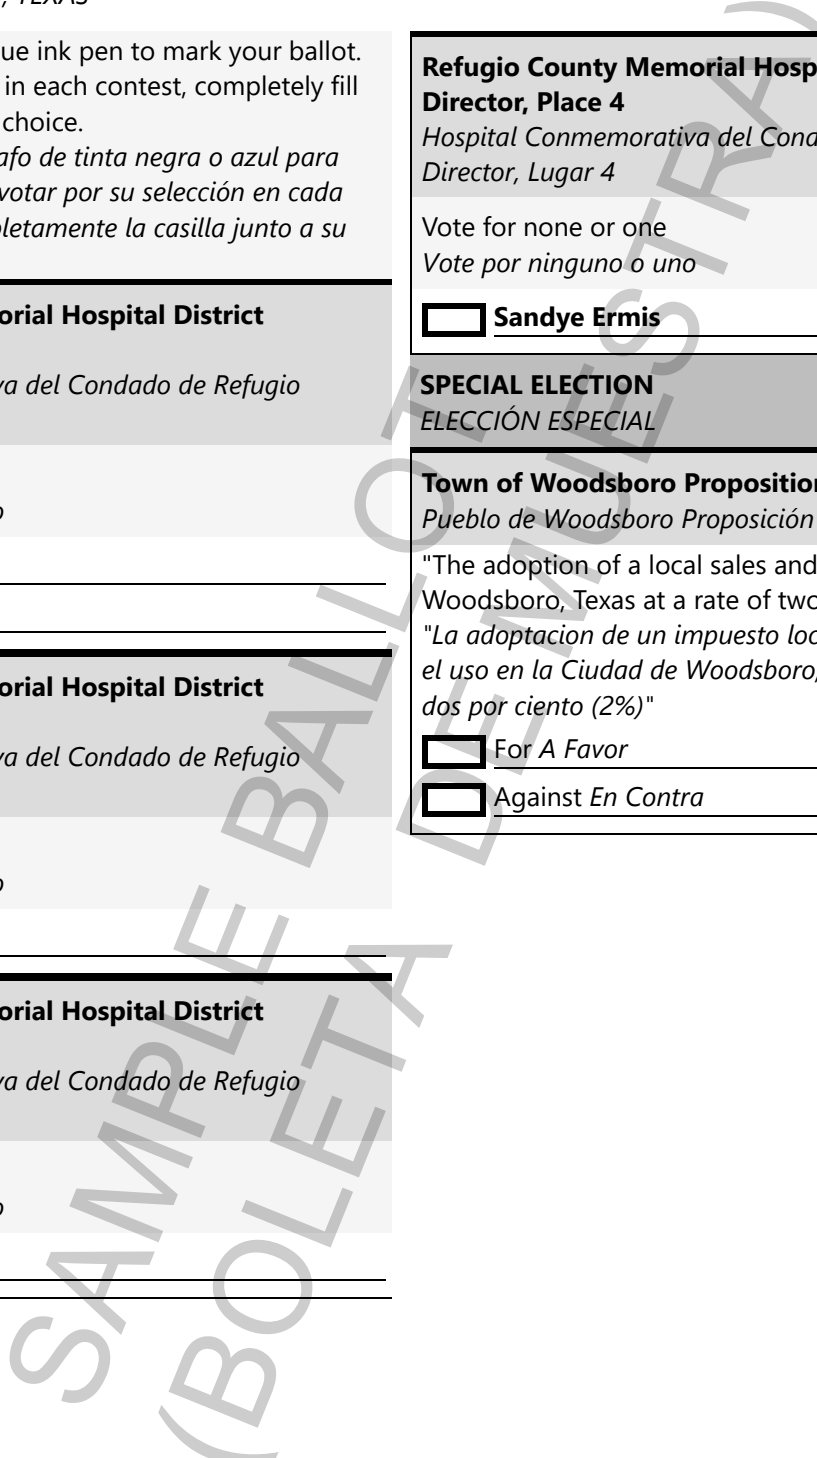 , TEXAS
ue ink pen to mark your ballot.
in each contest, completely fill
choice.
afo de tinta negra o azul para
votar por su selección en cada
letamente la casilla junto a su
orial Hospital District
a del Condado de Refugio
o
orial Hospital District
a del Condado de Refugio
o
orial Hospital District
a del Condado de Refugio
o
Refugio County Memorial Hosp
Director, Place 4
Hospital Conmemorativa del Cond
Director, Lugar 4
Vote for none or one
Vote por ninguno o uno
Sandye Ermis
SPECIAL ELECTION
ELECCIÓN ESPECIAL
Town of Woodsboro Proposition
Pueblo de Woodsboro Proposición
"The adoption of a local sales and
Woodsboro, Texas at a rate of two
"La adoptacion de un impuesto loc
el uso en la Ciudad de Woodsboro,
dos por ciento (2%)"
For A Favor
Against En Contra
SAMPLE BALLOT
(BOLETA DE MUESTRA)